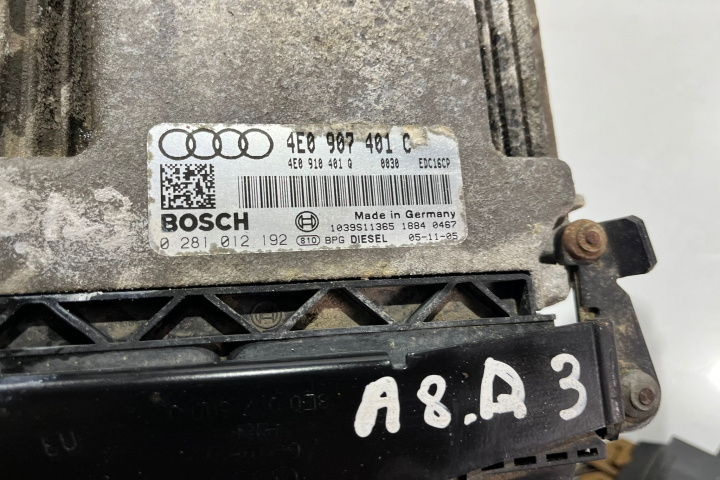 4E0 907 401 C
4E0 910 401 Q 0030 EDC16CP
BOSCH
Made in Germany
1039S11365 1884 0467
0 281 012 192 810 BPG DIESEL 05-11-05
A8.D3